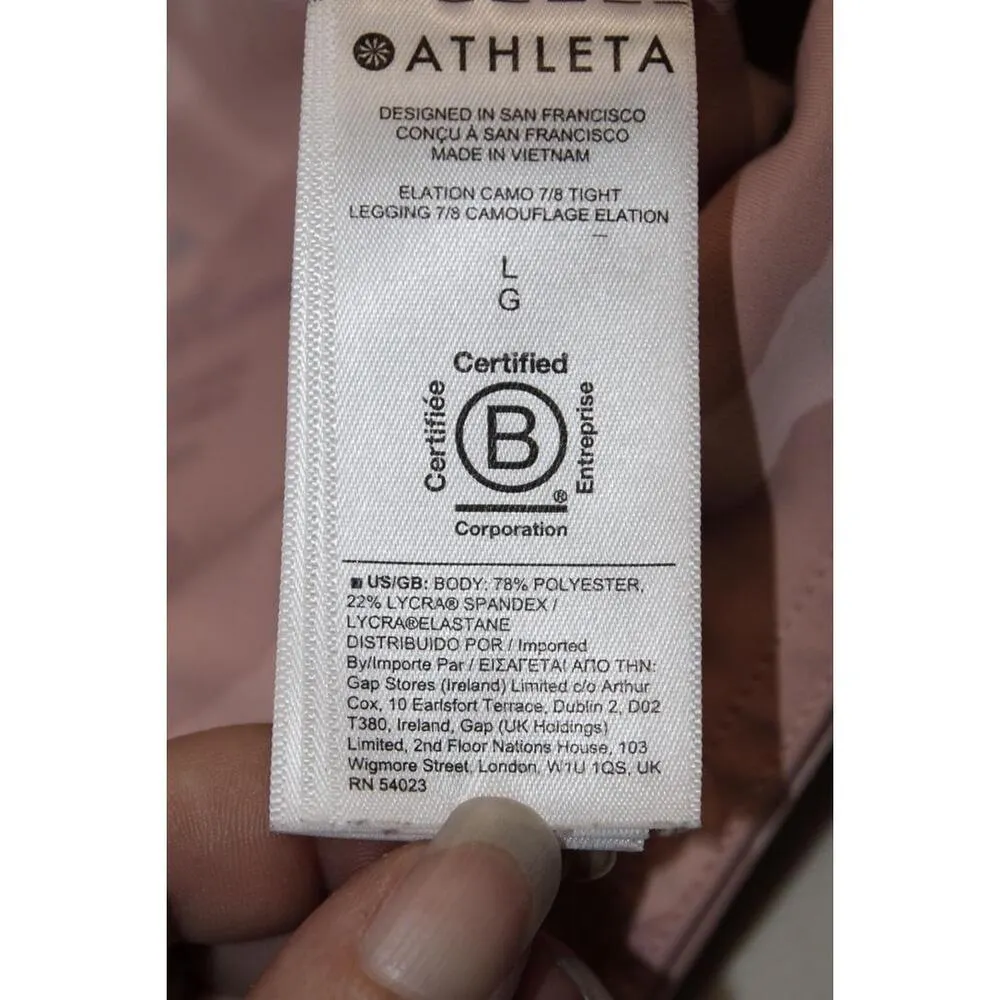 ATHLETA
DESIGNED IN SAN FRANCISCO
CONÇU À SAN FRANCISCO
MADE IN VIETNAM
ELATION CAMO 7/8 TIGHT
LEGGING 7/8 CAMOUFLAGE ELATION
L
G
Certified
Certifiée
B
Entreprise
®
Corporation
US/GB: BODY: 78% POLYESTER,
22% LYCRA® SPANDEX /
LYCRA®ELASTANE
DISTRIBUIDO POR / Imported
By/Importe Par / ΕΙΣΑΓΕΤΑΙ ΑΠΟ ΤΗΝ:
Gap Stores (Ireland) Limited c/o Arthur
Cox, 10 Earlsfort Terrace, Dublin 2, D02
T380, Ireland, Gap (UK Holdings)
Limited, 2nd Floor Nations House, 103
Wigmore Street, London, W1U 1QS, UK
RN 54023